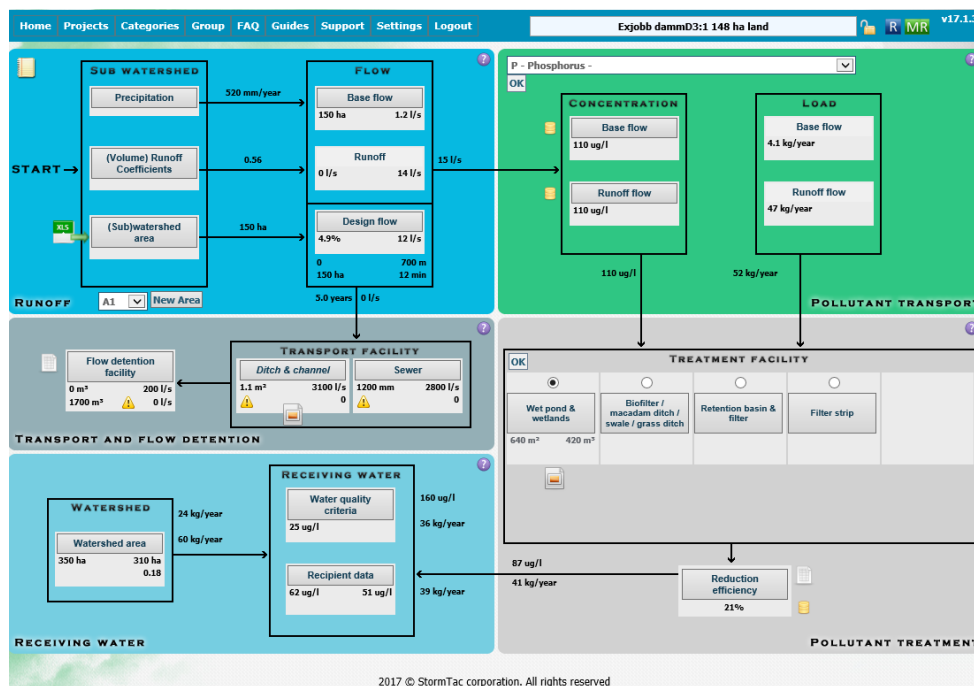 Home Projects Categories Group FAQ Guides Support Settings Logout
Exjobb dammD3:1 148 ha land
R MR
v17.1.
SUB WATERSHED
FLOW
Precipitation
520 mm/year
Base flow
150 ha 1.2 l/s
START
(Volume) Runoff
Coefficients
0.56
Runoff
0 l/s 14 l/s
15 l/s
XLS
(Sub)watershed
area
150 ha
Design flow
4.9% 12 l/s
0 700 m
150 ha 12 min
RUNOFF
A1
New Area
5.0 years 0 l/s
P - Phosphorus -
OK
CONCENTRATION
LOAD
Base flow
110 ug/l
Base flow
4.1 kg/year
Runoff flow
110 ug/l
Runoff flow
47 kg/year
110 ug/l
52 kg/year
POLLUTANT TRANSPORT
Flow detention
facility
0 m³ 200 l/s
1700 m³ 0 l/s
TRANSPORT FACILITY
Ditch & channel
1.1 m² 3100 l/s
0
Sewer
1200 mm 2800 l/s
0
TRANSPORT AND FLOW DETENTION
OK
TREATMENT FACILITY
Wet pond &
wetlands
640 m² 420 m³
Biofilter /
macadam ditch /
swale / grass ditch
Retention basin &
filter
Filter strip
WATERSHED
Watershed area
350 ha 310 ha
0.18
24 kg/year
60 kg/year
RECEIVING WATER
Water quality
criteria
25 ug/l
160 ug/l
36 kg/year
Recipient data
62 ug/l 51 ug/l
39 kg/year
87 ug/l
41 kg/year
Reduction
efficiency
21%
RECEIVING WATER
POLLUTANT TREATMENT
2017 © StormTac corporation. All rights reserved